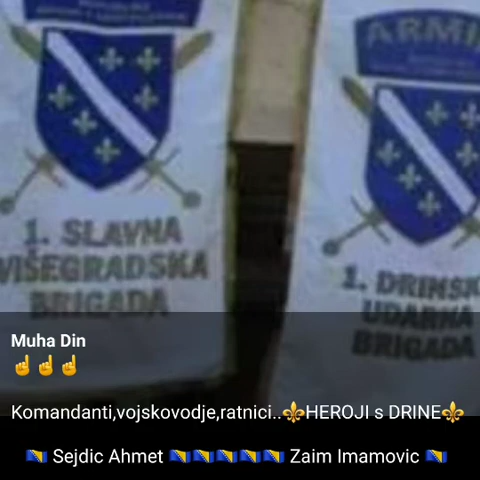 ARMI
1. SLAVNA
VIŠEGRADSKA
BRIGADA
1. DRINSK
UDARNA
BRIGADA
Muha Din
☝☝☝
Komandanti,vojskovodje,ratnici..⚜HEROJI s DRINE⚜
🇧🇦 Sejdic Ahmet 🇧🇦🇧🇦🇧🇦🇧🇦🇧🇦 Zaim Imamovic 🇧🇦